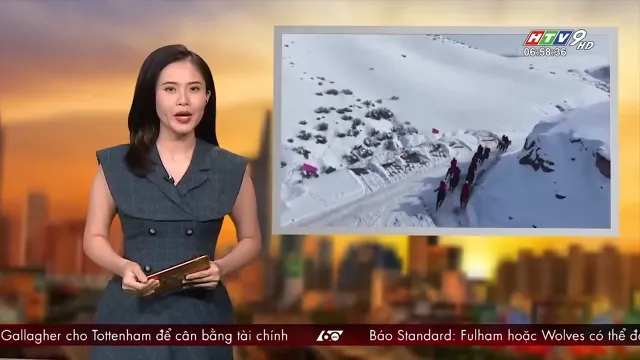 HTV9 HD
06:58:36
Gallagher cho Tottenham để cân bằng tài chính
60
Báo Standard: Fulham hoặc Wolves có thể